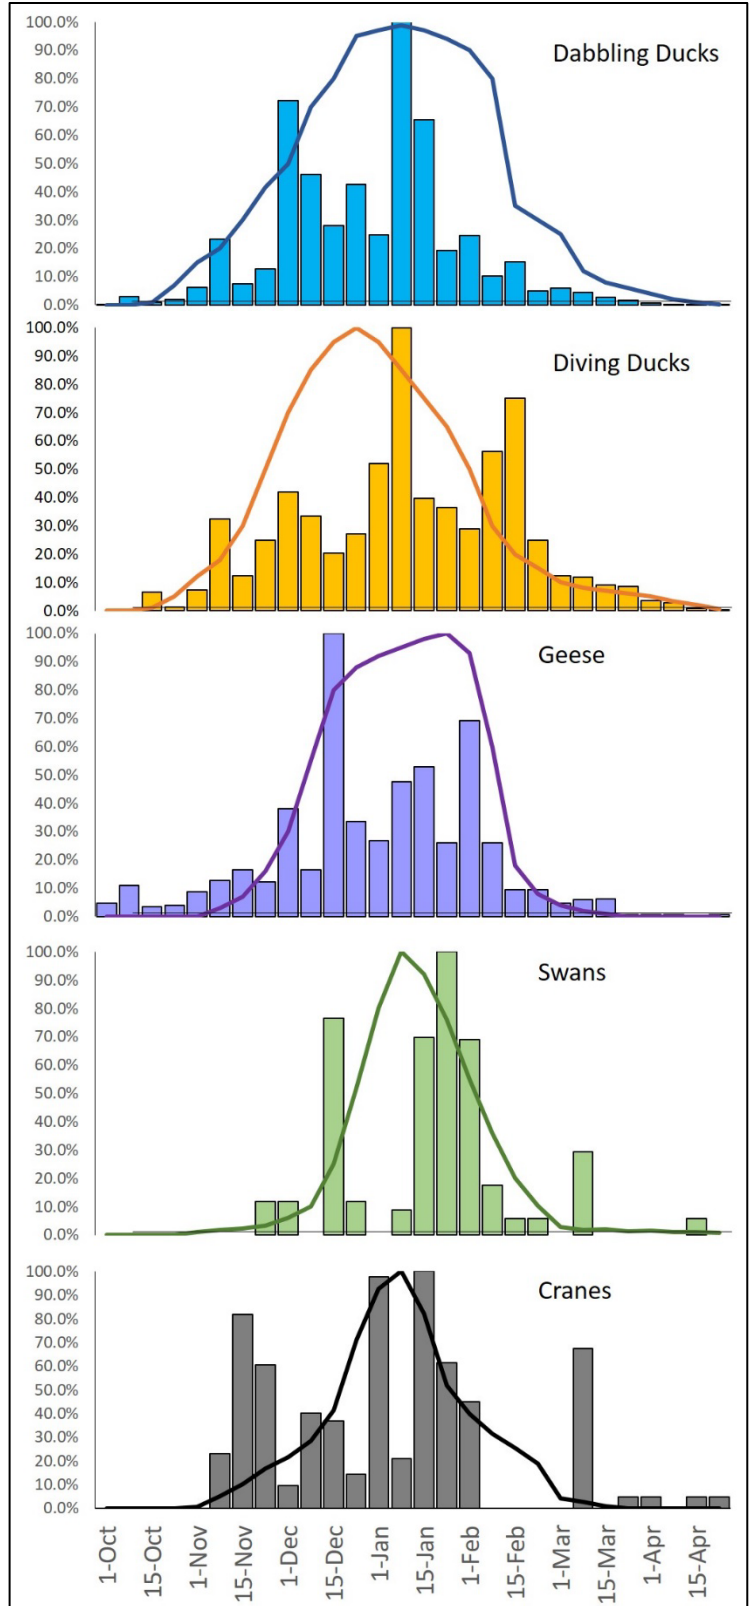 100.0%
90.0%
80.0%
70.0%
60.0%
50.0%
40.0%
30.0%
20.0%
10.0%
0.0%
Dabbling Ducks
100.0%
90.0%
80.0%
70.0%
60.0%
50.0%
40.0%
30.0%
20.0%
10.0%
0.0%
Diving Ducks
100.0%
90.0%
80.0%
70.0%
60.0%
50.0%
40.0%
30.0%
20.0%
10.0%
0.0%
Geese
100.0%
90.0%
80.0%
70.0%
60.0%
50.0%
40.0%
30.0%
20.0%
10.0%
0.0%
Swans
100.0%
90.0%
80.0%
70.0%
60.0%
50.0%
40.0%
30.0%
20.0%
10.0%
0.0%
Cranes
1-Oct
15-Oct
1-Nov
15-Nov
1-Dec
15-Dec
1-Jan
15-Jan
1-Feb
15-Feb
1-Mar
15-Mar
1-Apr
15-Apr